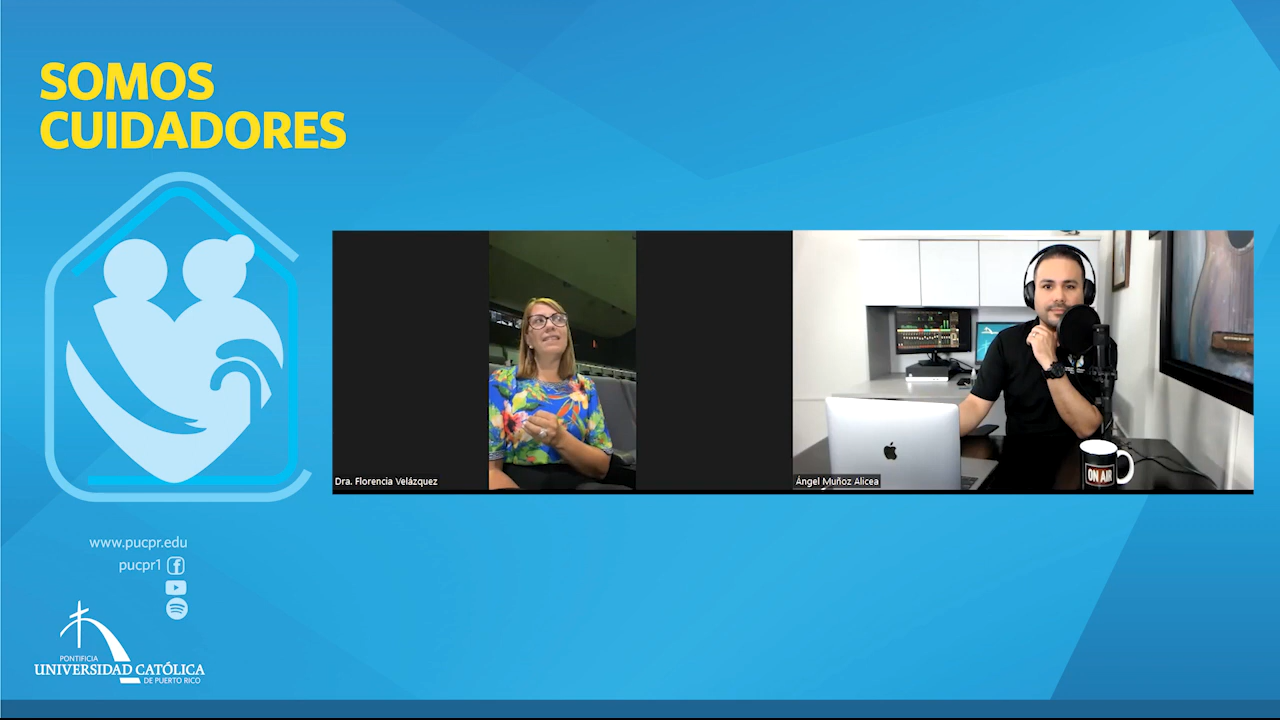 SOMOS
CUIDADORES
Dra. Florencia Velázquez
Ángel Muñoz Alicea
ON AIR
www.pucpr.edu
pucpr1
PONTIFICIA
UNIVERSIDAD CATÓLICA
DE PUERTO RICO